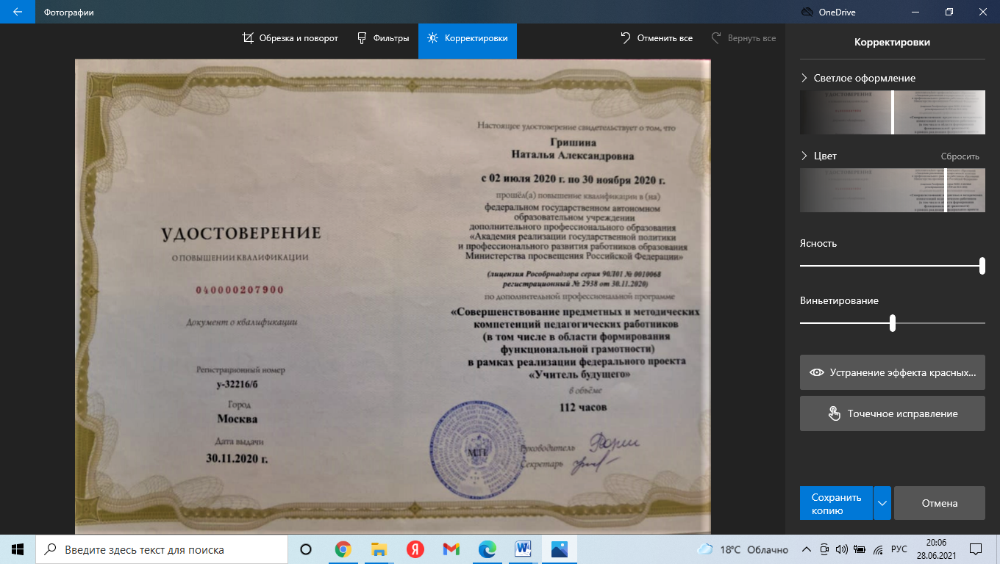 Фотографии
OneDrive
Обрезка и поворот
Фильтры
Корректировки
Отменить все
Вернуть все
Корректировки
УДОСТОВЕРЕНИЕ
О ПОВЫШЕНИИ КВАЛИФИКАЦИИ
040000207900
Документ о квалификации
Регистрационный номер
у-32216/б
Город
Москва
Дата выдачи
30.11.2020 г.
Настоящее удостоверение свидетельствует о том, что
Гришина
Наталья Александровна
с 02 июля 2020 г. по 30 ноября 2020 г.
прошёл(а) повышение квалификации в (на)
федеральном государственном автономном
образовательном учреждении
дополнительного профессионального образования
«Академия реализации государственной политики
и профессионального развития работников образования
Министерства просвещения Российской Федерации»
(лицензия Рособрнадзора серия 90Л01 № 0010068
регистрационный № 2938 от 30.11.2020)
по дополнительной профессиональной программе
«Совершенствование предметных и методических
компетенций педагогических работников
(в том числе в области формирования
функциональной грамотности)
в рамках реализации федерального проекта
«Учитель будущего»
в объёме
112 часов
М.П.
Руководитель
Секретарь
Светлое оформление
Цвет
Сбросить
Ясность
Виньетирование
Устранение эффекта красных...
Точечное исправление
Сохранить
копию
Отмена
Введите здесь текст для поиска
18°C Облачно
РУС
20:06
28.06.2021